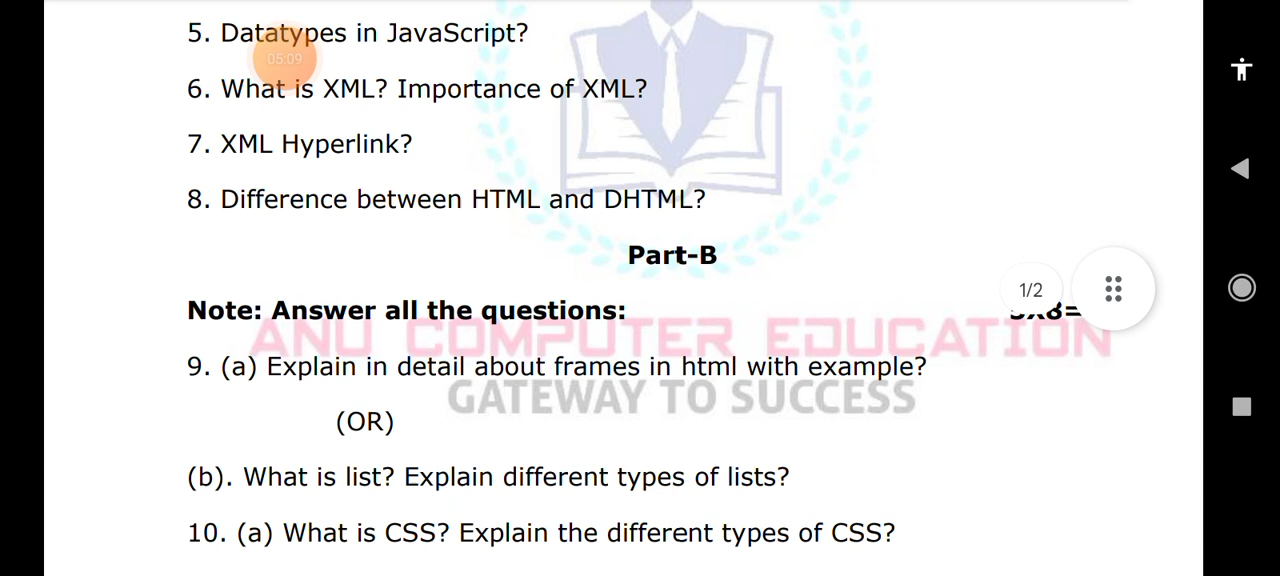 5. Datatypes in JavaScript?
05:09
6. What is XML? Importance of XML?
7. XML Hyperlink?
8. Difference between HTML and DHTML?
Part-B
1/2
Note: Answer all the questions:
ANU COMPUTER EDUCATION
9. (a) Explain in detail about frames in html with example?
GATEWAY TO SUCCESS
(OR)
(b). What is list? Explain different types of lists?
10. (a) What is CSS? Explain the different types of CSS?